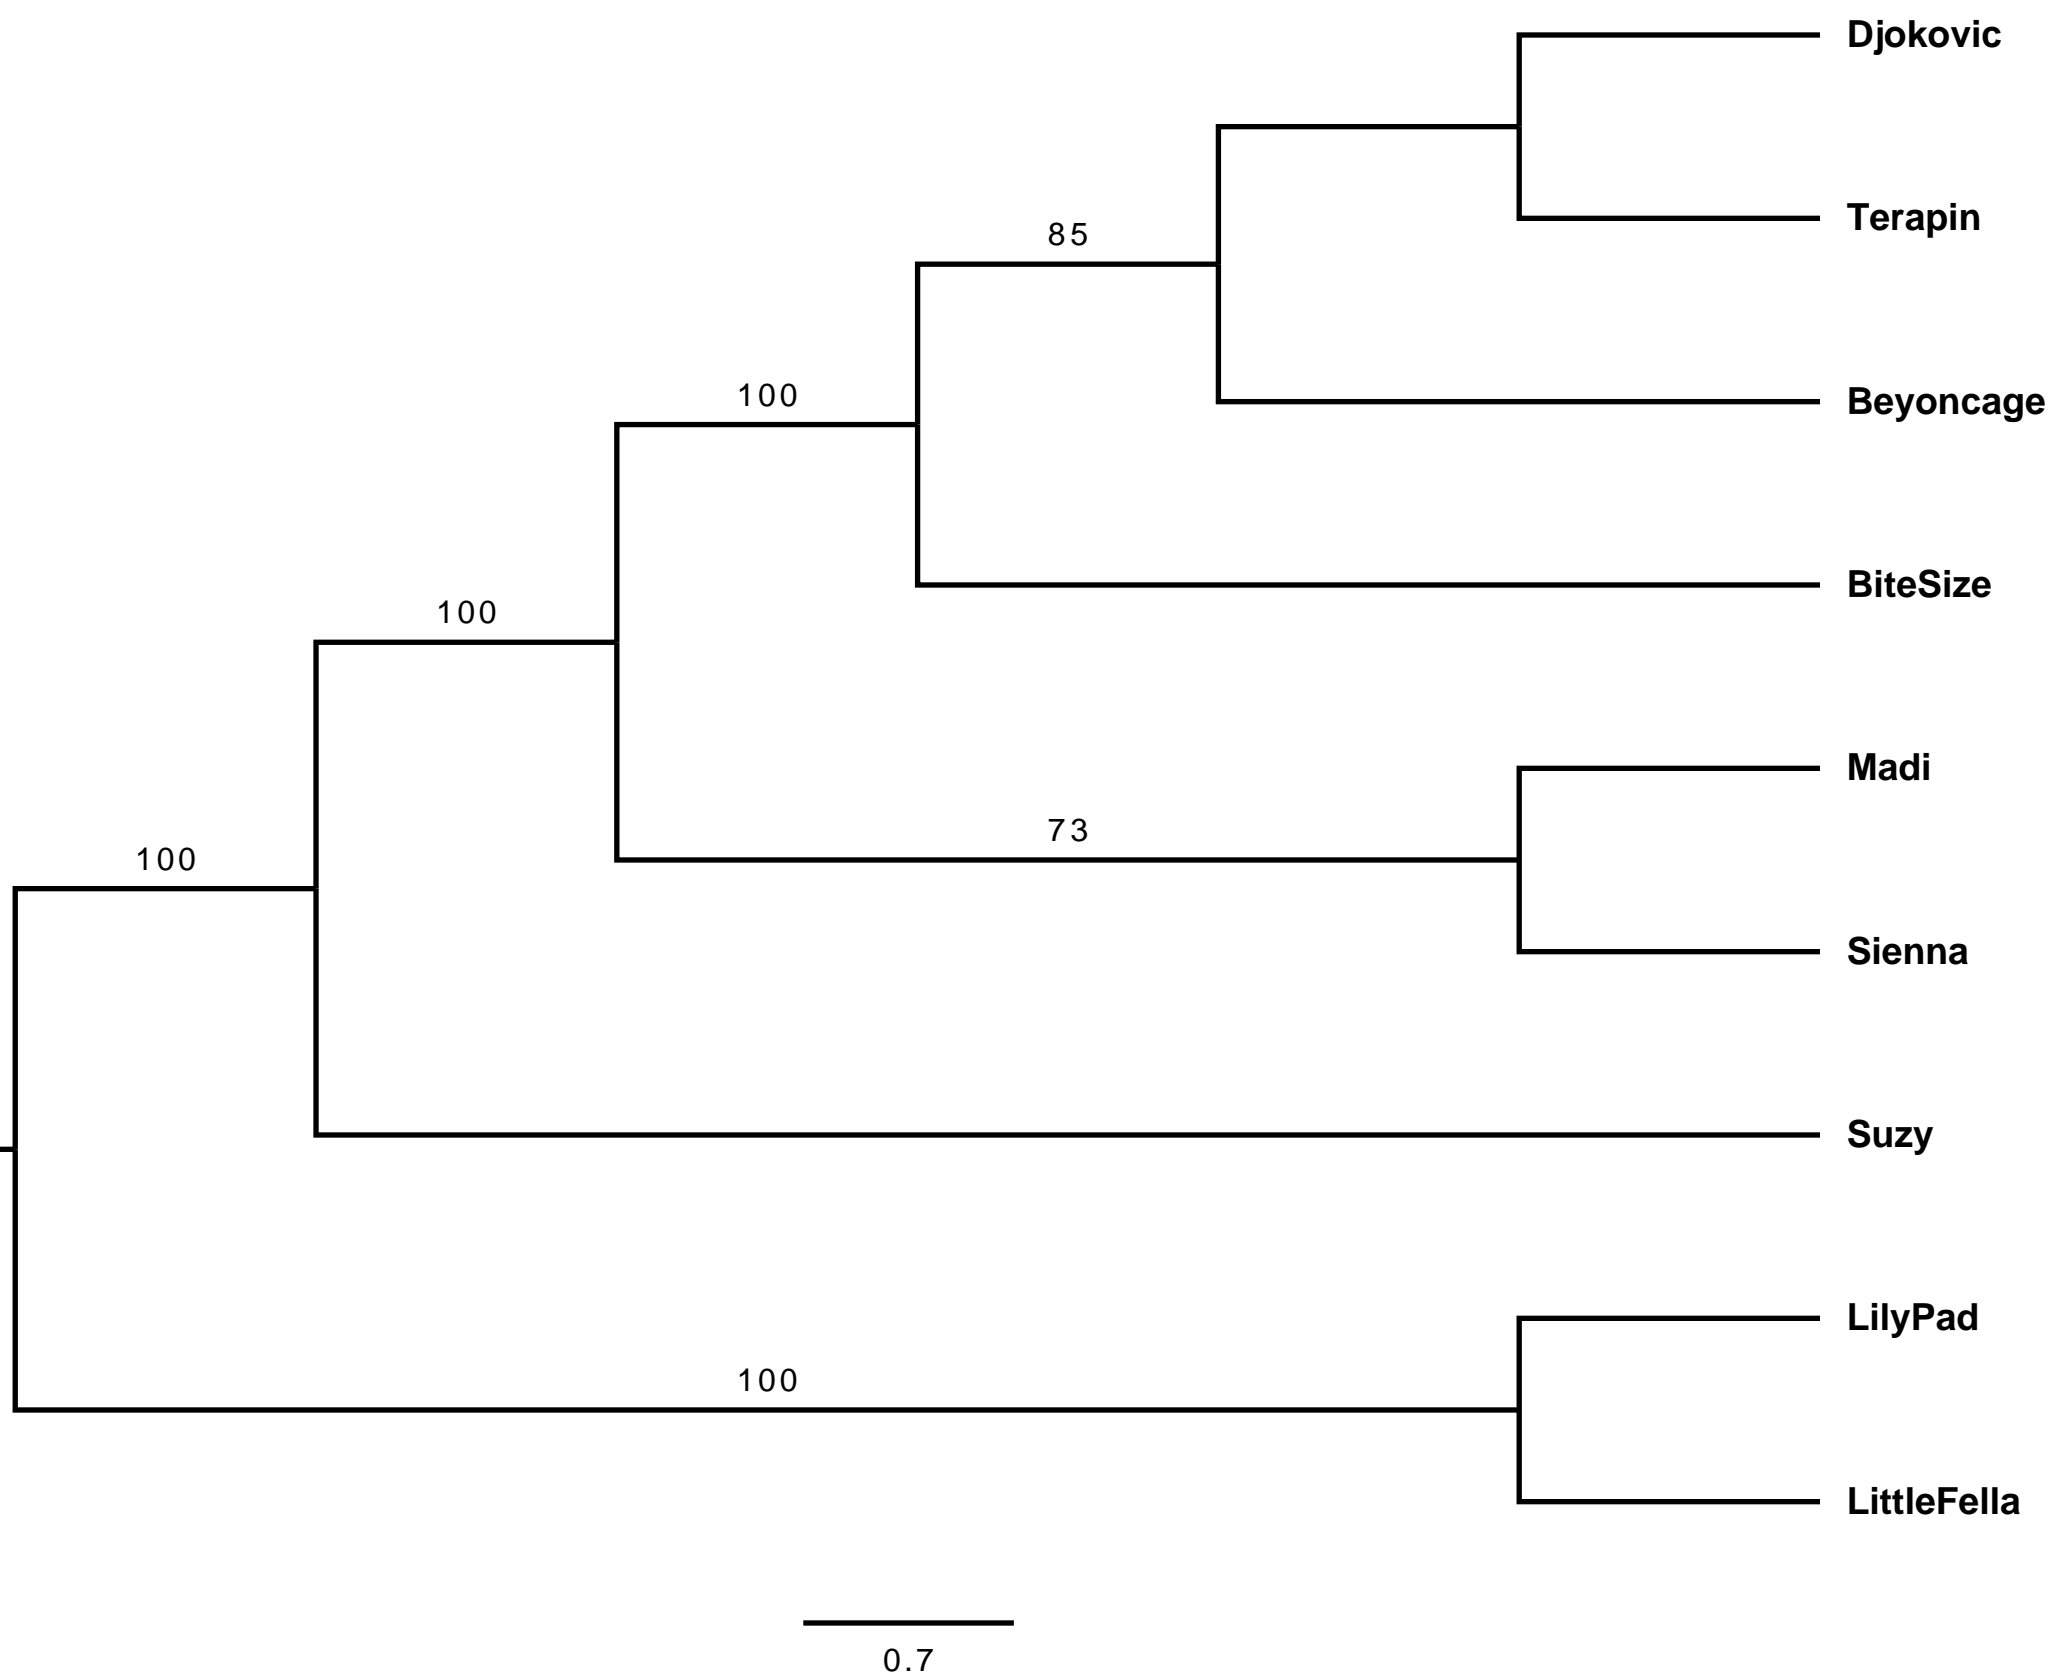 Djokovic
Terapin
85
Beyoncage
100
BiteSize
100
Madi
73
100
Sienna
Suzy
LilyPad
100
LittleFella
0.7